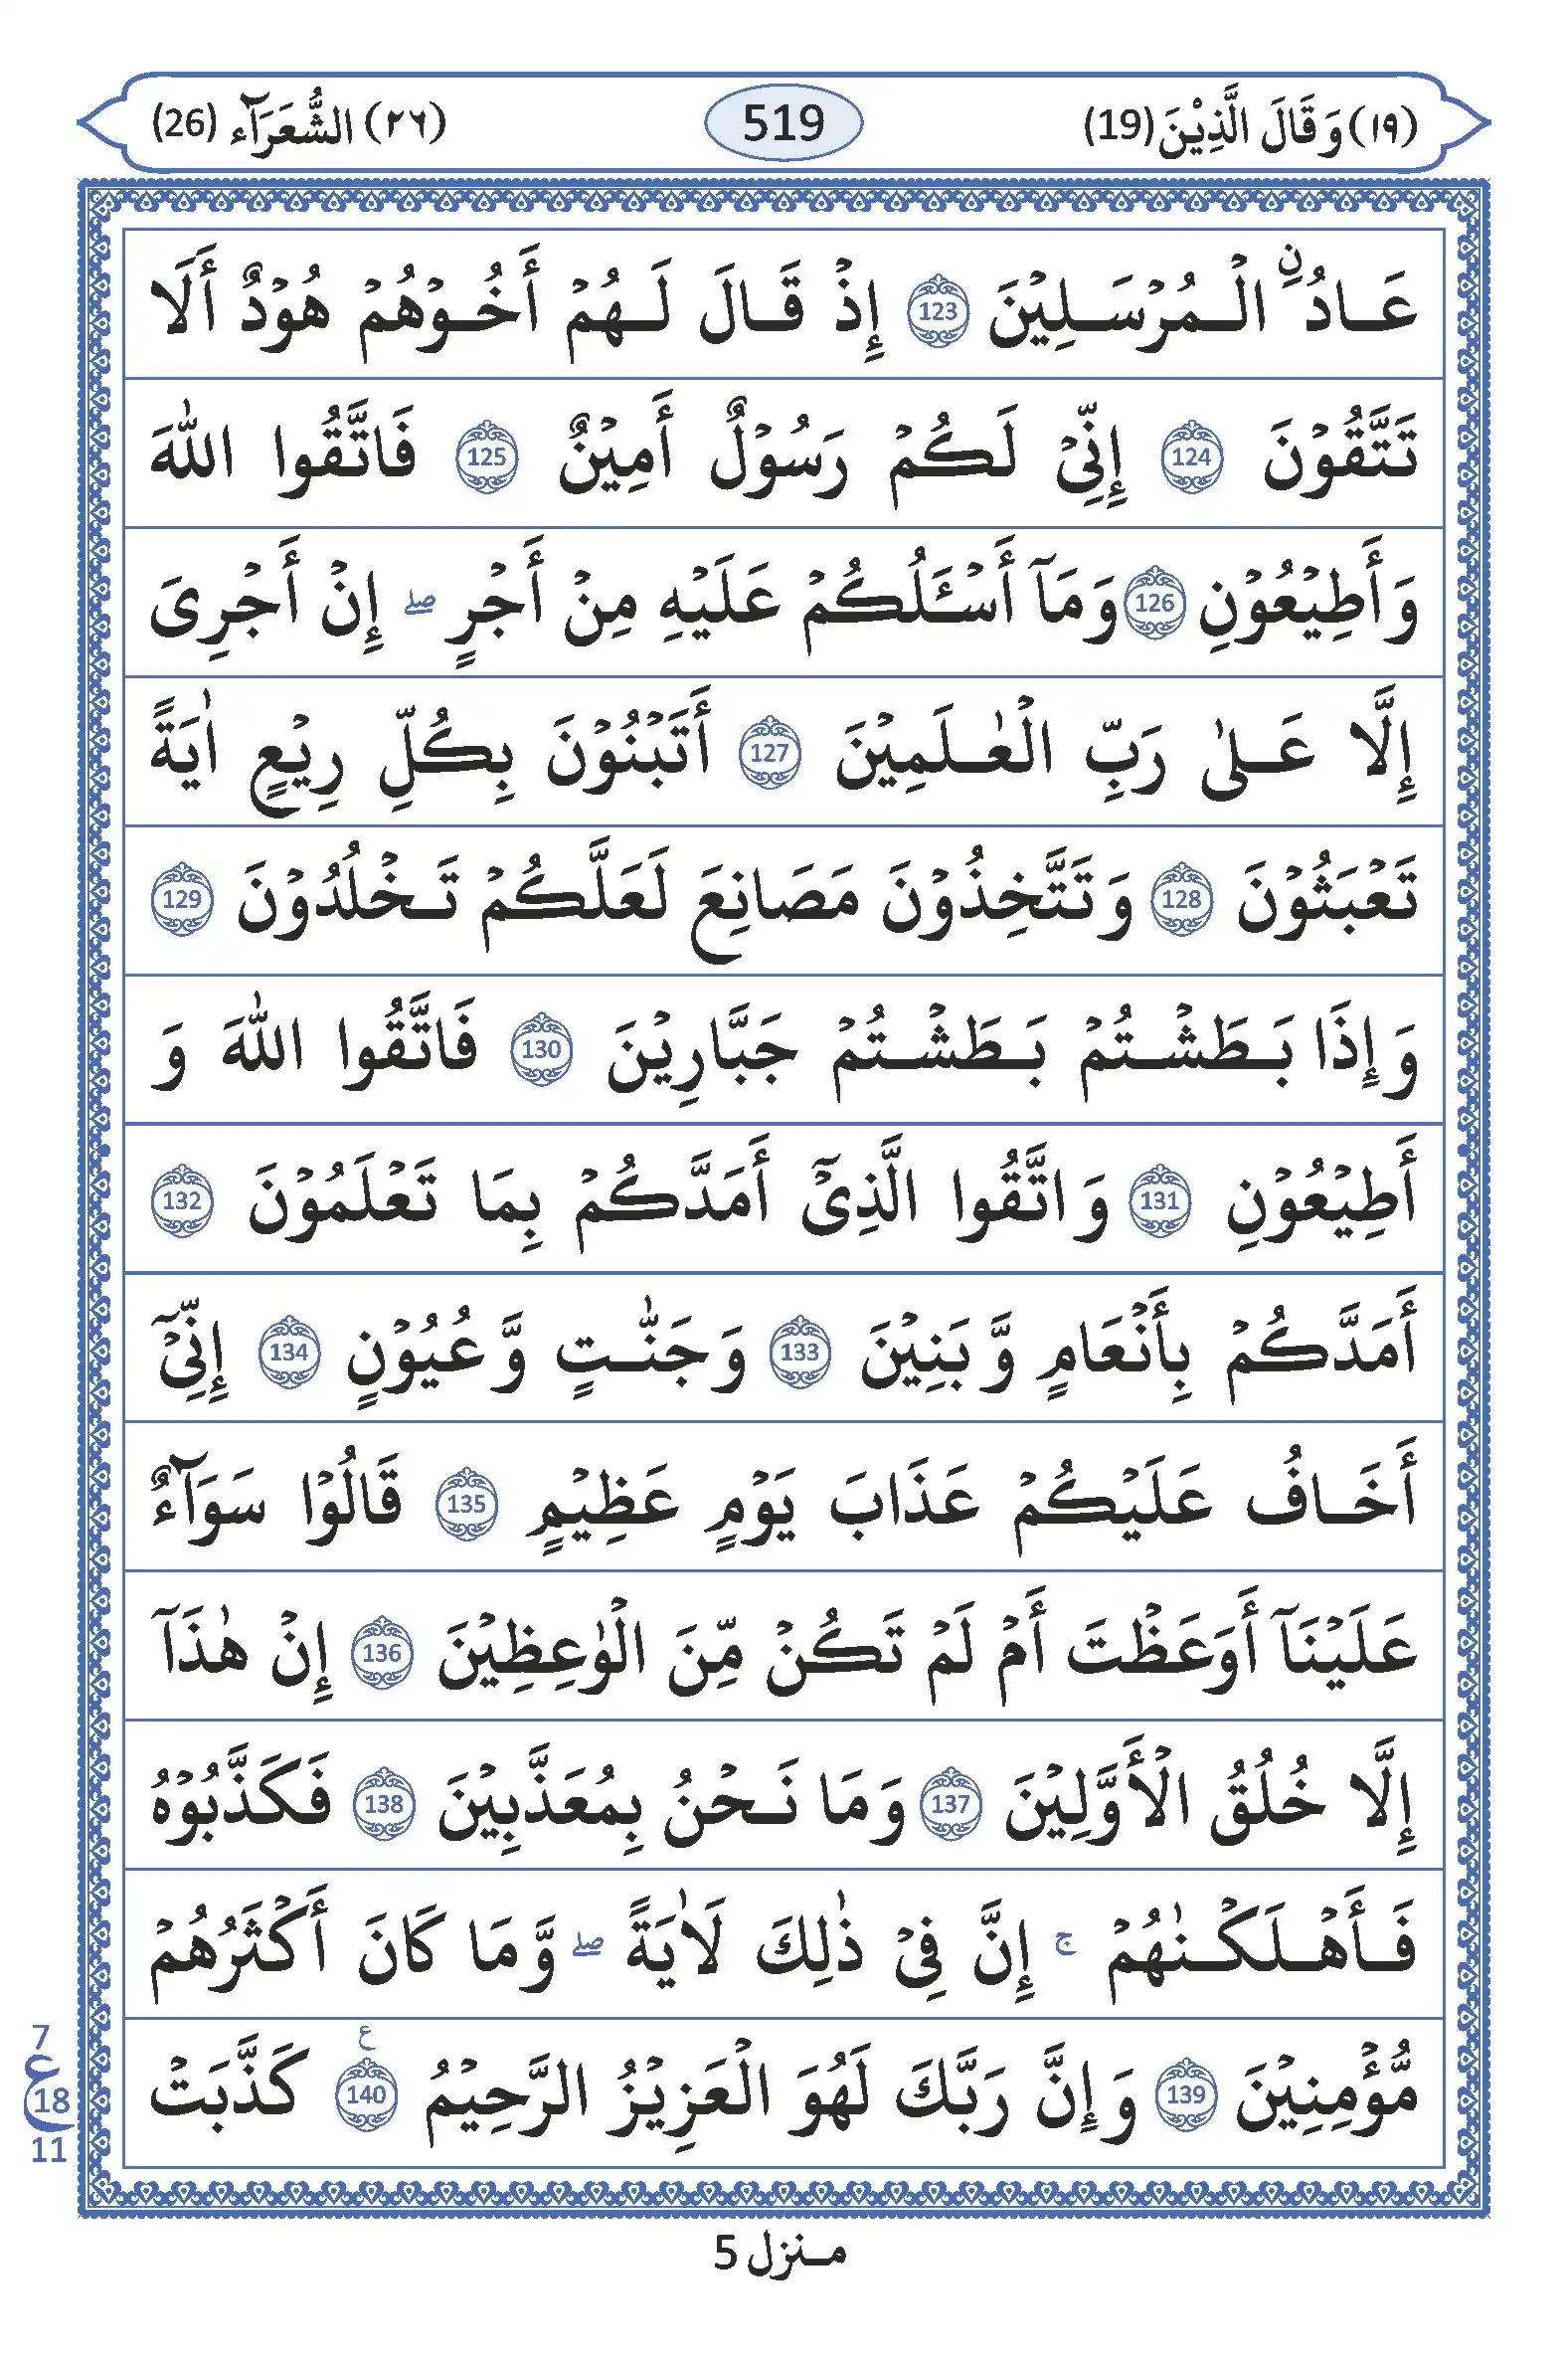 (١٩) وَقَالَ الَّذِيْنَ (19) 519 (٢٦) الشُّعَرَآء (26)
عَادُ ۨ الْمُرْسَلِيْنَ 123 إِذْ قَالَ لَهُمْ أَخُوْهُمْ هُوْدٌ أَلَا
تَتَّقُوْنَ 124 إِنِّيْ لَكُمْ رَسُوْلٌ أَمِيْنٌ 125 فَاتَّقُوا اللّٰهَ
وَأَطِيْعُوْنِ 126 وَمَآ أَسْـَٔلُكُمْ عَلَيْهِ مِنْ أَجْرٍ ۖ إِنْ أَجْرِىَ
إِلَّا عَلىٰ رَبِّ الْعٰلَمِيْنَ 127 أَتَبْنُوْنَ بِكُلِّ رِيْعٍ اٰيَةً
تَعْبَثُوْنَ 128 وَتَتَّخِذُوْنَ مَصَانِعَ لَعَلَّكُمْ تَخْلُدُوْنَ 129
وَإِذَا بَطَشْتُمْ بَطَشْتُمْ جَبَّارِيْنَ 130 فَاتَّقُوا اللّٰهَ وَ
أَطِيْعُوْنِ 131 وَاتَّقُوا الَّذِىْٓ أَمَدَّكُمْ بِمَا تَعْلَمُوْنَ 132
أَمَدَّكُمْ بِأَنْعَامٍ وَّبَنِيْنَ 133 وَجَنّٰتٍ وَّعُيُوْنٍ 134 إِنِّىْٓ
أَخَافُ عَلَيْكُمْ عَذَابَ يَوْمٍ عَظِيْمٍ 135 قَالُوْا سَوَآءٌ
عَلَيْنَآ أَوَعَظْتَ أَمْ لَمْ تَكُنْ مِّنَ الْوٰعِظِيْنَ 136 إِنْ هٰذَآ
إِلَّا خُلُقُ الْأَوَّلِيْنَ 137 وَمَا نَحْنُ بِمُعَذَّبِيْنَ 138 فَكَذَّبُوْهُ
فَأَهْلَكْنٰهُمْ ۚ إِنَّ فِىْ ذٰلِكَ لَاٰيَةً ۖ وَّمَا كَانَ أَكْثَرُهُمْ
مُّؤْمِنِيْنَ 139 وَإِنَّ رَبَّكَ لَهُوَ الْعَزِيْزُ الرَّحِيْمُ 140 ع كَذَّبَتْ
7
ع 18
11
منزل 5